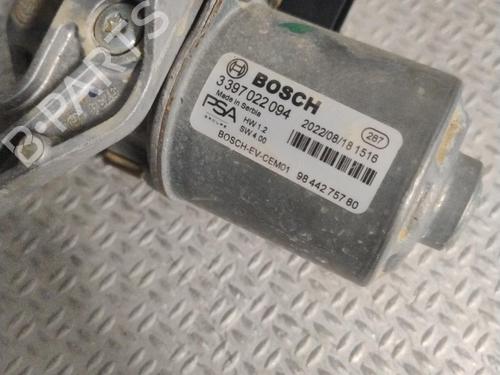 BOSCH
3397022094
Made in Serbia
PSA
GROUPE
HW 1.2
SW 4.00
BOSCH-EV-CEM01
287
2022/08/18 1516
98 442 757 80
B-PARTS